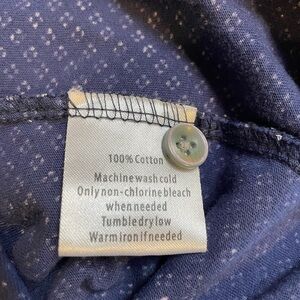 100% Cotton
Machine wash cold
Only non-chlorine bleach
when needed
Tumble dry low
Warm iron if needed